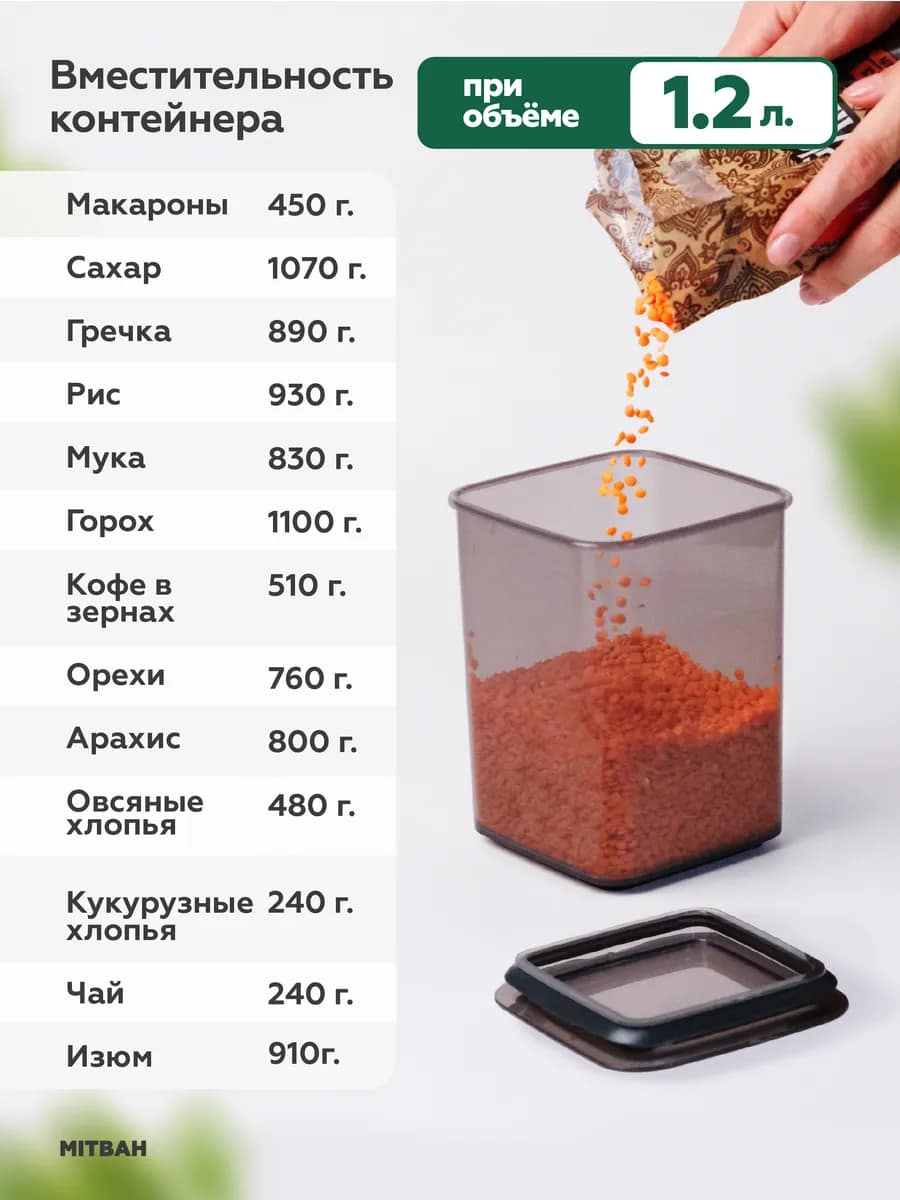 Вместительность
контейнера
при
объёме
1.2 л.
Макароны 450 г.
Сахар 1070 г.
Гречка 890 г.
Рис 930 г.
Мука 830 г.
Горох 1100 г.
Кофе в 510 г.
зернах
Орехи 760 г.
Арахис 800 г.
Овсяные 480 г.
хлопья
Кукурузные 240 г.
хлопья
Чай 240 г.
Изюм 910г.
MITBAH